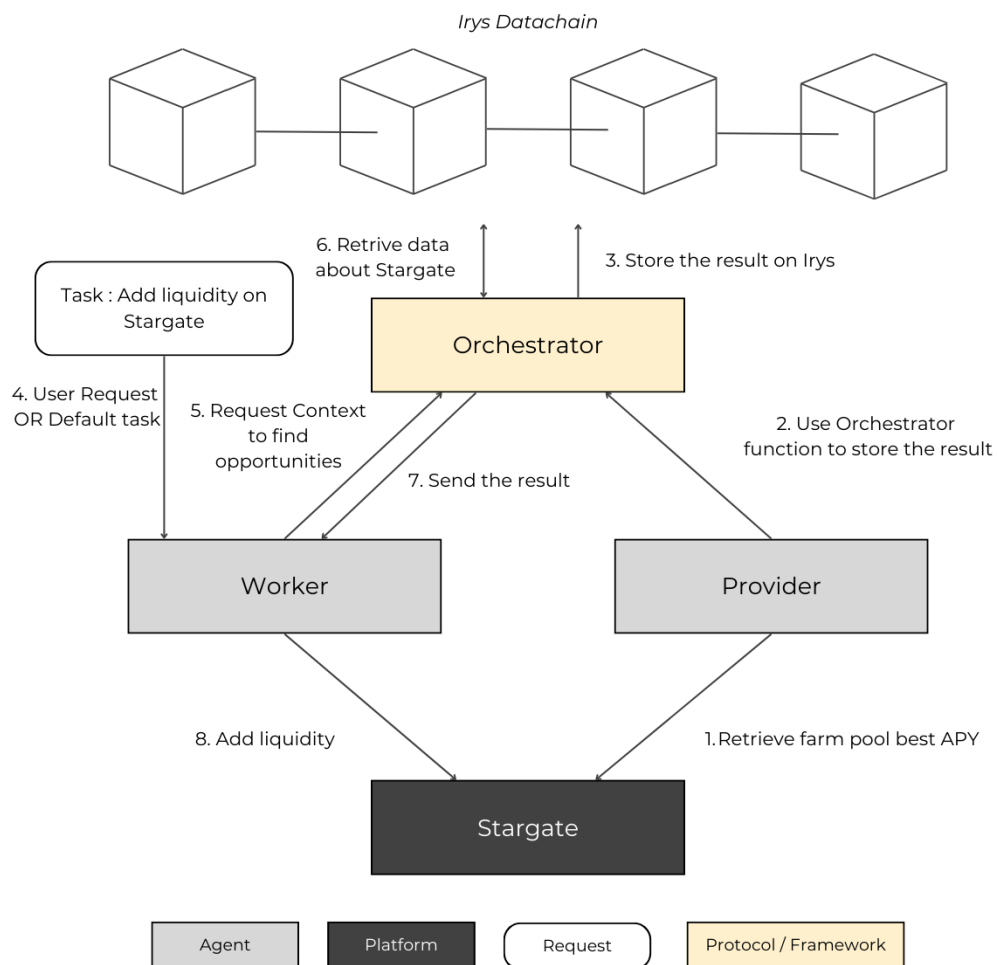 Irys Datachain
6. Retrive data
about Stargate
3. Store the result on Irys
Task : Add liquidity on
Stargate
Orchestrator
4. User Request
OR Default task
5. Request Context
to find
opportunities
2. Use Orchestrator
function to store the result
7. Send the result
Worker
Provider
8. Add liquidity
1.Retrieve farm pool best APY
Stargate
Agent
Platform
Request
Protocol / Framework